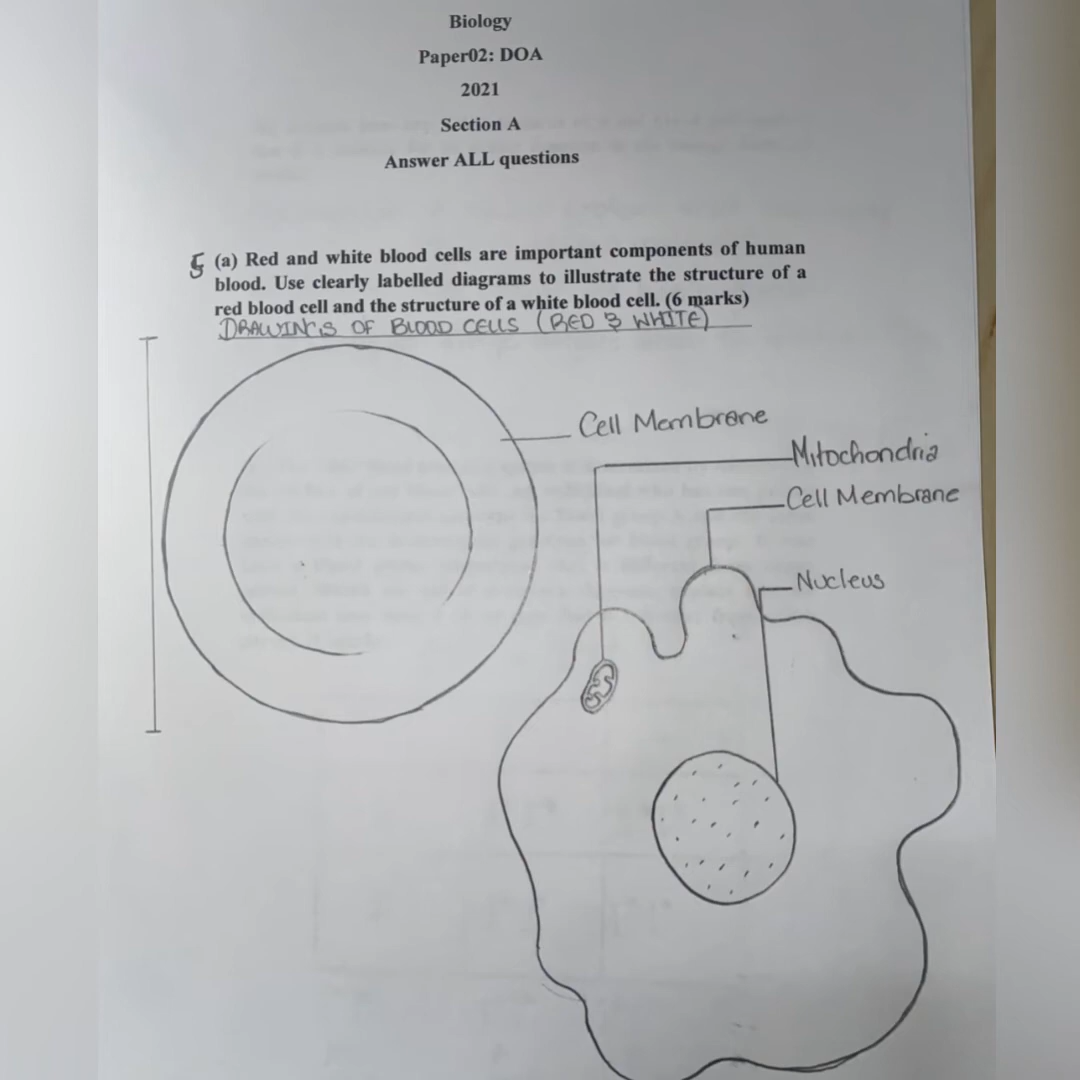 Biology
Paper02: DOA
2021
Section A
Answer ALL questions
5 (a) Red and white blood cells are important components of human
blood. Use clearly labelled diagrams to illustrate the structure of a
red blood cell and the structure of a white blood cell. (6 marks)
DRAWINGS OF BLOOD CELLS (RED & WHITE)
Cell Membrane
Mitochondria
Cell Membrane
Nucleus